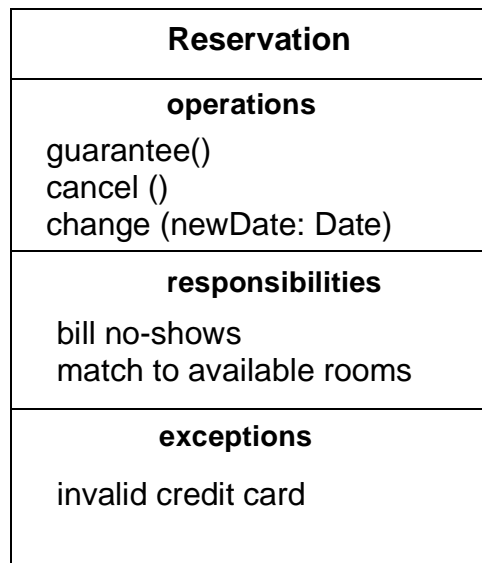 Reservation
operations
guarantee()
cancel ()
change (newDate: Date)
responsibilities
bill no-shows
match to available rooms
exceptions
invalid credit card